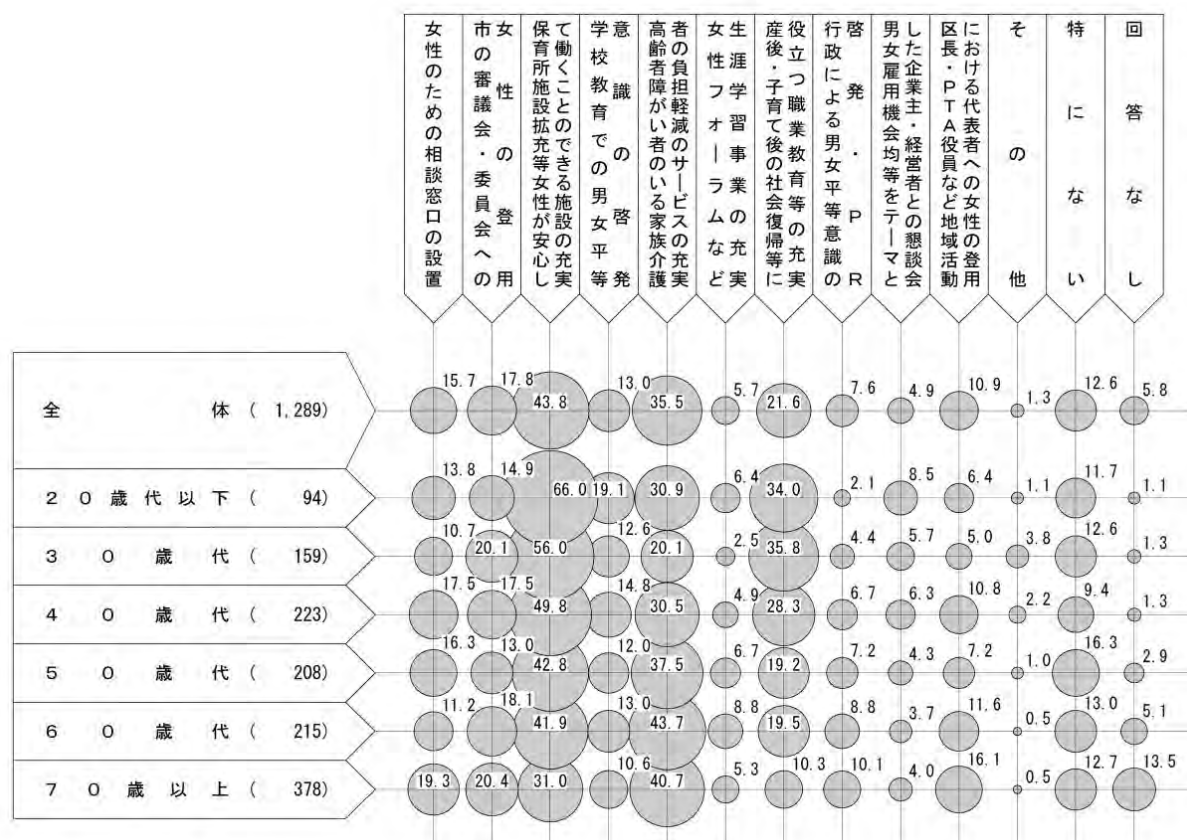 女性のための相談窓口の設置
市の審議会・委員会への
女性の登用
保育所施設拡充等女性が安心し
て働くことのできる施設の充実
学校教育での男女平等
意識の啓発
高齢者障がい者のいる家族介護
者の負担軽減のサービスの充実
女性フォーラムなど
生涯学習事業の充実
産後・子育て後の社会復帰等に
役立つ職業教育等の充実
行政による男女平等意識の
啓発・PR
男女雇用機会均等をテーマと
した企業主・経営者との懇談会
区長・PTA役員など地域活動
における代表者への女性の登用
その他
特にない
回答なし
全体 (1,289) 15.7 17.8 43.8 13.0 35.5 5.7 21.6 7.6 4.9 10.9 1.3 12.6 5.8
20歳代以下 (94) 13.8 14.9 66.0 19.1 30.9 6.4 34.0 2.1 8.5 6.4 1.1 11.7 1.1
30歳代 (159) 10.7 20.1 56.0 12.6 20.1 2.5 35.8 4.4 5.7 5.0 3.8 12.6 1.3
40歳代 (223) 17.5 17.5 49.8 14.8 30.5 4.9 28.3 6.7 6.3 10.8 2.2 9.4 1.3
50歳代 (208) 16.3 13.0 42.8 12.0 37.5 6.7 19.2 7.2 4.3 7.2 1.0 16.3 2.9
60歳代 (215) 11.2 18.1 41.9 13.0 43.7 8.8 19.5 8.8 3.7 11.6 0.5 13.0 5.1
70歳以上 (378) 19.3 20.4 31.0 10.6 40.7 5.3 10.3 10.1 4.0 16.1 0.5 12.7 13.5